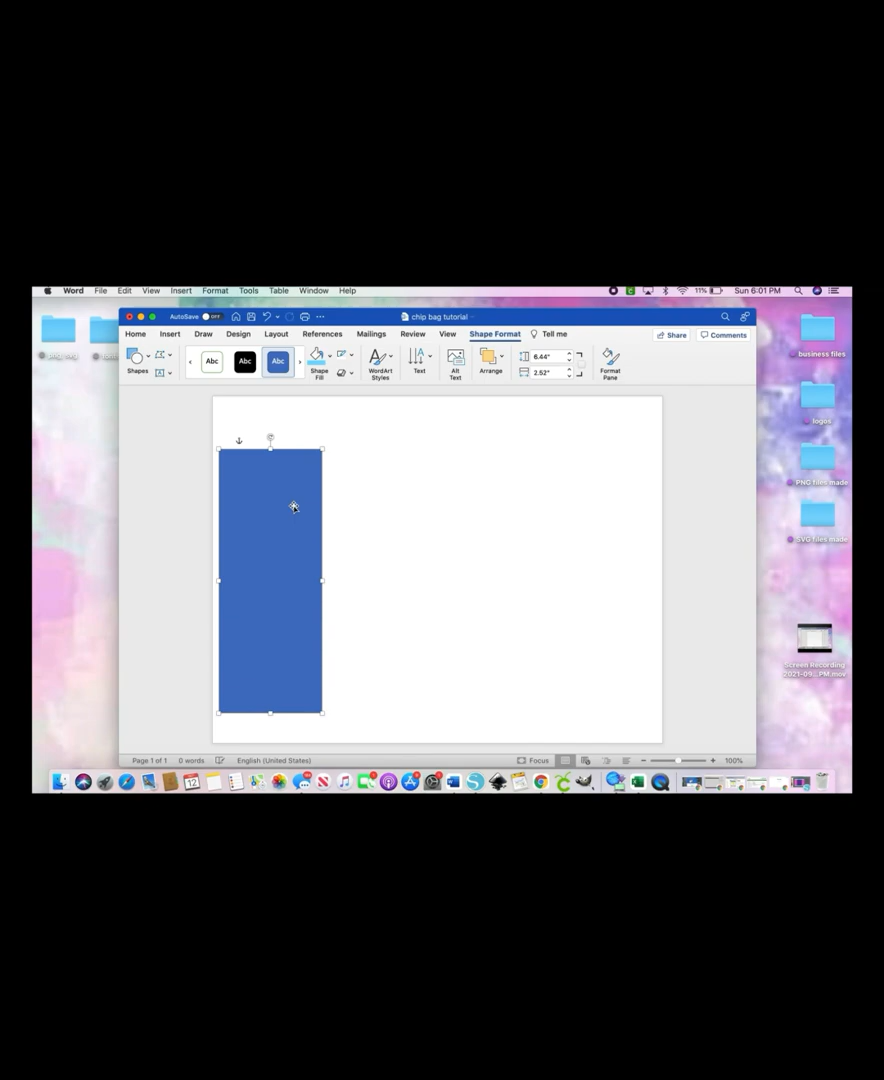 Word File Edit View Insert Format Tools Table Window Help 11% Sun 6:01 PM
AutoSave OFF chip bag tutorial
Home Insert Draw Design Layout References Mailings Review View Shape Format Tell me Share Comments
Abc Abc Abc 6.44"
2.52"
Shapes Shape Fill WordArt Styles Text Alt Text Arrange Format Pane
business files
logos
PNG files made
SVG files made
Screen Recording
2021-09...PM.mov
Page 1 of 1 0 words English (United States) Focus 100%
12